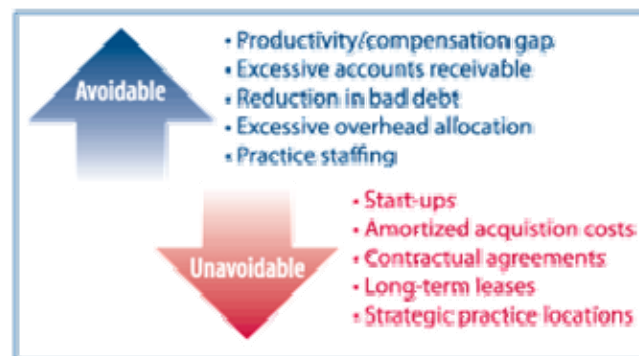 Avoidable
• Productivity/compensation gap
• Excessive accounts receivable
• Reduction in bad debt
• Excessive overhead allocation
• Practice staffing
Unavoidable
• Start-ups
• Amortized acquistion costs
• Contractual agreements
• Long-term leases
• Strategic practice locations